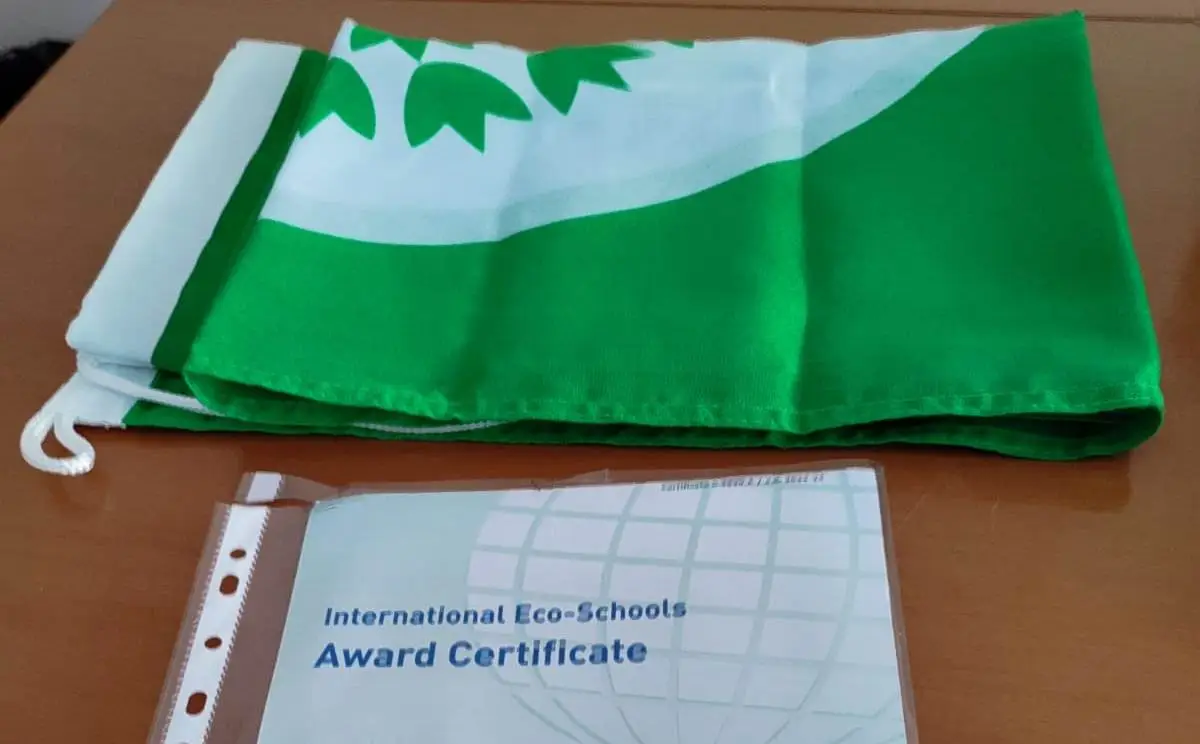 International Eco-Schools
Award Certificate